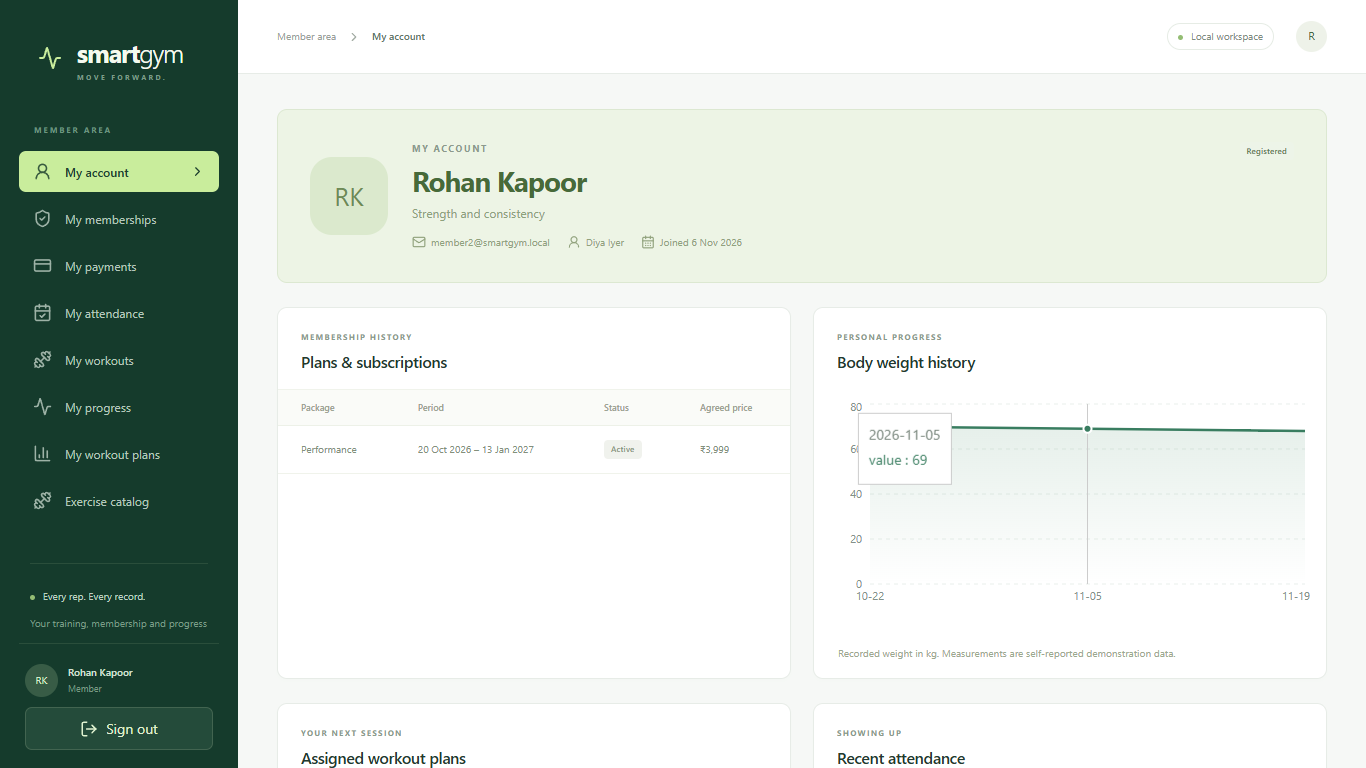 smartgym
MOVE FORWARD.
MEMBER AREA
My account
My memberships
My payments
My attendance
My workouts
My progress
My workout plans
Exercise catalog
Every rep. Every record.
Your training, membership and progress
RK
Rohan Kapoor
Member
Sign out
Member area
My account
Local workspace
R
RK
MY ACCOUNT
Rohan Kapoor
Strength and consistency
member2@smartgym.local
Diya Iyer
Joined 6 Nov 2026
Registered
MEMBERSHIP HISTORY
Plans & subscriptions
Package Period Status Agreed price
Performance 20 Oct 2026 – 13 Jan 2027 Active ₹3,999
PERSONAL PROGRESS
Body weight history
80
60
40
20
0
2026-11-05
value : 69
10-22 11-05 11-19
Recorded weight in kg. Measurements are self-reported demonstration data.
YOUR NEXT SESSION
Assigned workout plans
SHOWING UP
Recent attendance